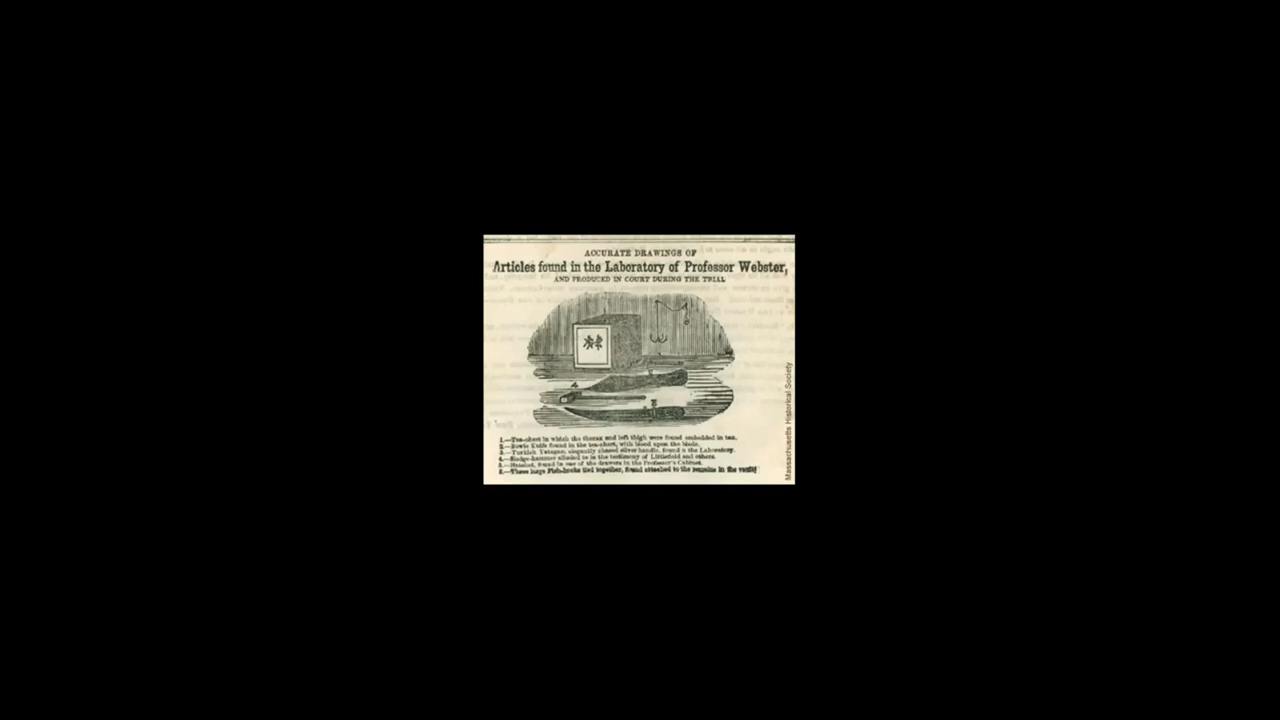 ACCURATE DRAWINGS OF
Articles found in the Laboratory of Professor Webster,
AND PRODUCED IN COURT DURING THE TRIAL
1.—Tea-chest in which the thorax and left thigh were found embedded in tan.
2.—Bowie Knife found in the tea-chest, with blood upon the blade.
3.—Turkish Yatagan, elegantly chased silver handle, found n the Laboratory.
4.—Sledge-hammer alluded to in the testimony of Littlefield and others.
5.—Hatchet, found in one of the drawers in the Professor's Cabinet.
6.—Three large Fish-hooks tied together, found attached to the remains in the vault
Massachusetts Historical Society